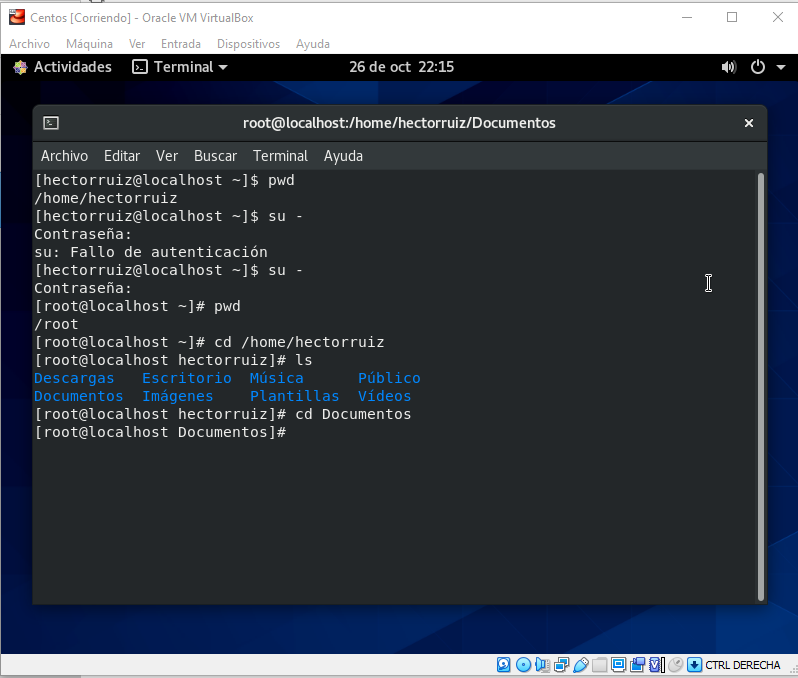 Centos [Corriendo] - Oracle VM VirtualBox
Archivo Máquina Ver Entrada Dispositivos Ayuda
Actividades Terminal 26 de oct 22:15
root@localhost:/home/hectorruiz/Documentos
Archivo Editar Ver Buscar Terminal Ayuda
[hectorruiz@localhost ~]$ pwd
/home/hectorruiz
[hectorruiz@localhost ~]$ su -
Contraseña:
su: Fallo de autenticación
[hectorruiz@localhost ~]$ su -
Contraseña:
[root@localhost ~]# pwd
/root
[root@localhost ~]# cd /home/hectorruiz
[root@localhost hectorruiz]# ls
Descargas Escritorio Música Público
Documentos Imágenes Plantillas Vídeos
[root@localhost hectorruiz]# cd Documentos
[root@localhost Documentos]#
CTRL DERECHA